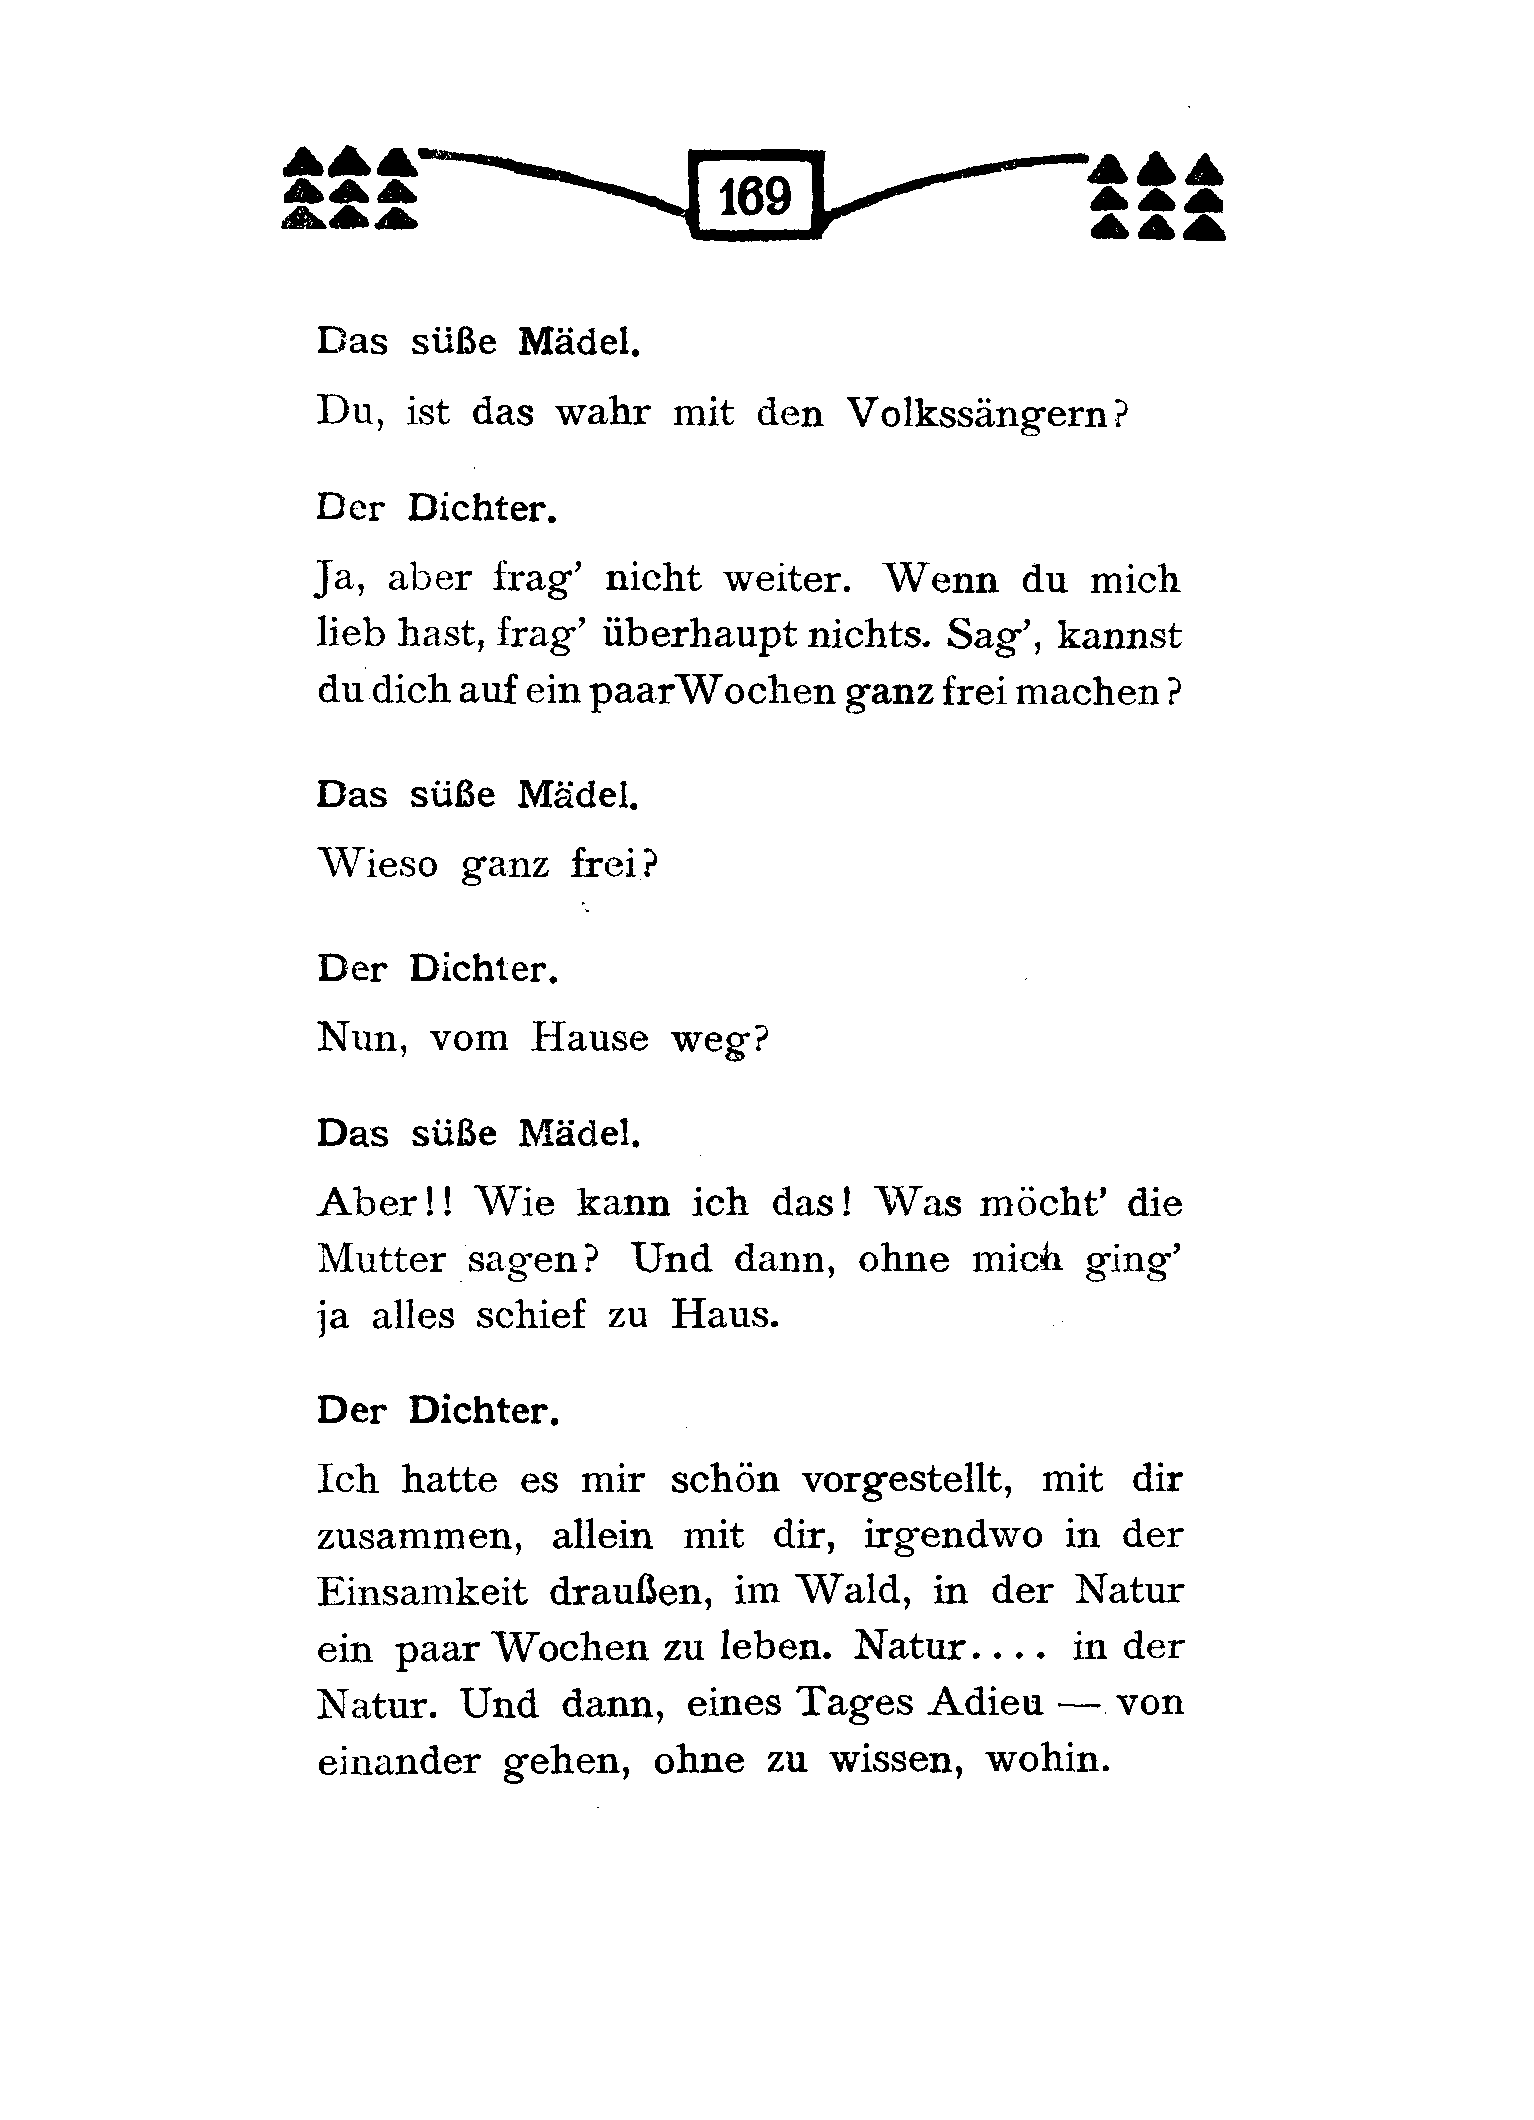 169
Das süße Mädel.
Du, ist das wahr mit den Volkssängern?
Der Dichter.
Ja, aber frag’ nicht weiter. Wenn du mich
lieb hast, frag’ überhaupt nichts. Sag’, kannst
du dich auf ein paar Wochen ganz frei machen?
Das süße Mädel.
Wieso ganz frei?
Der Dichter.
Nun, vom Hause weg?
Das süße Mädel.
Aber!! Wie kann ich das! Was möcht’ die
Mutter sagen? Und dann, ohne mich ging’
ja alles schief zu Haus.
Der Dichter.
Ich hatte es mir schön vorgestellt, mit dir
zusammen, allein mit dir, irgendwo in der
Einsamkeit draußen, im Wald, in der Natur
ein paar Wochen zu leben. Natur.... in der
Natur. Und dann, eines Tages Adieu — von
einander gehen, ohne zu wissen, wohin.